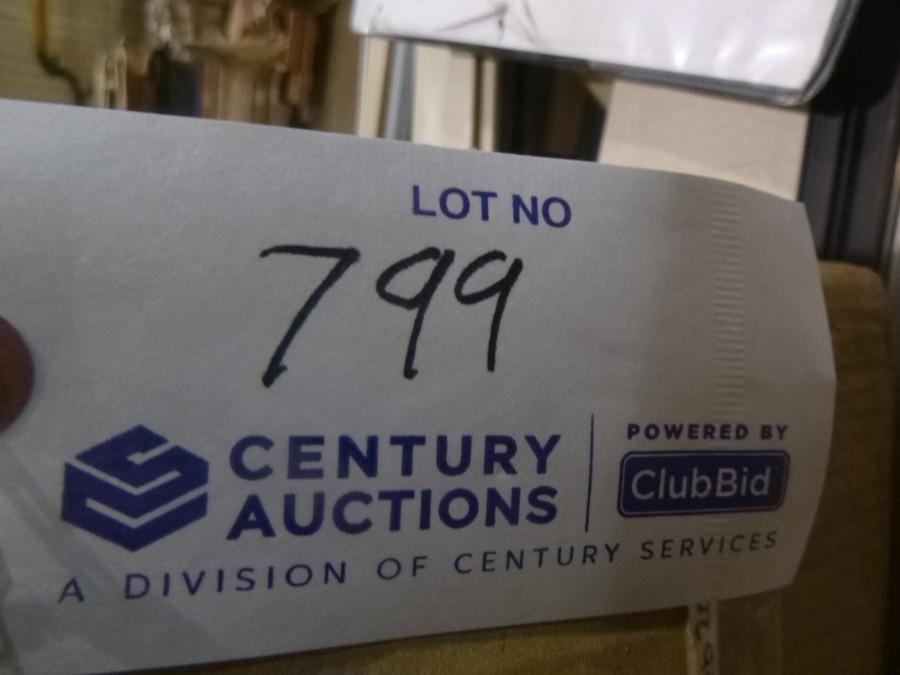 LOT NO
799
CENTURY
AUCTIONS
POWERED BY
ClubBid
A DIVISION OF CENTURY SERVICES